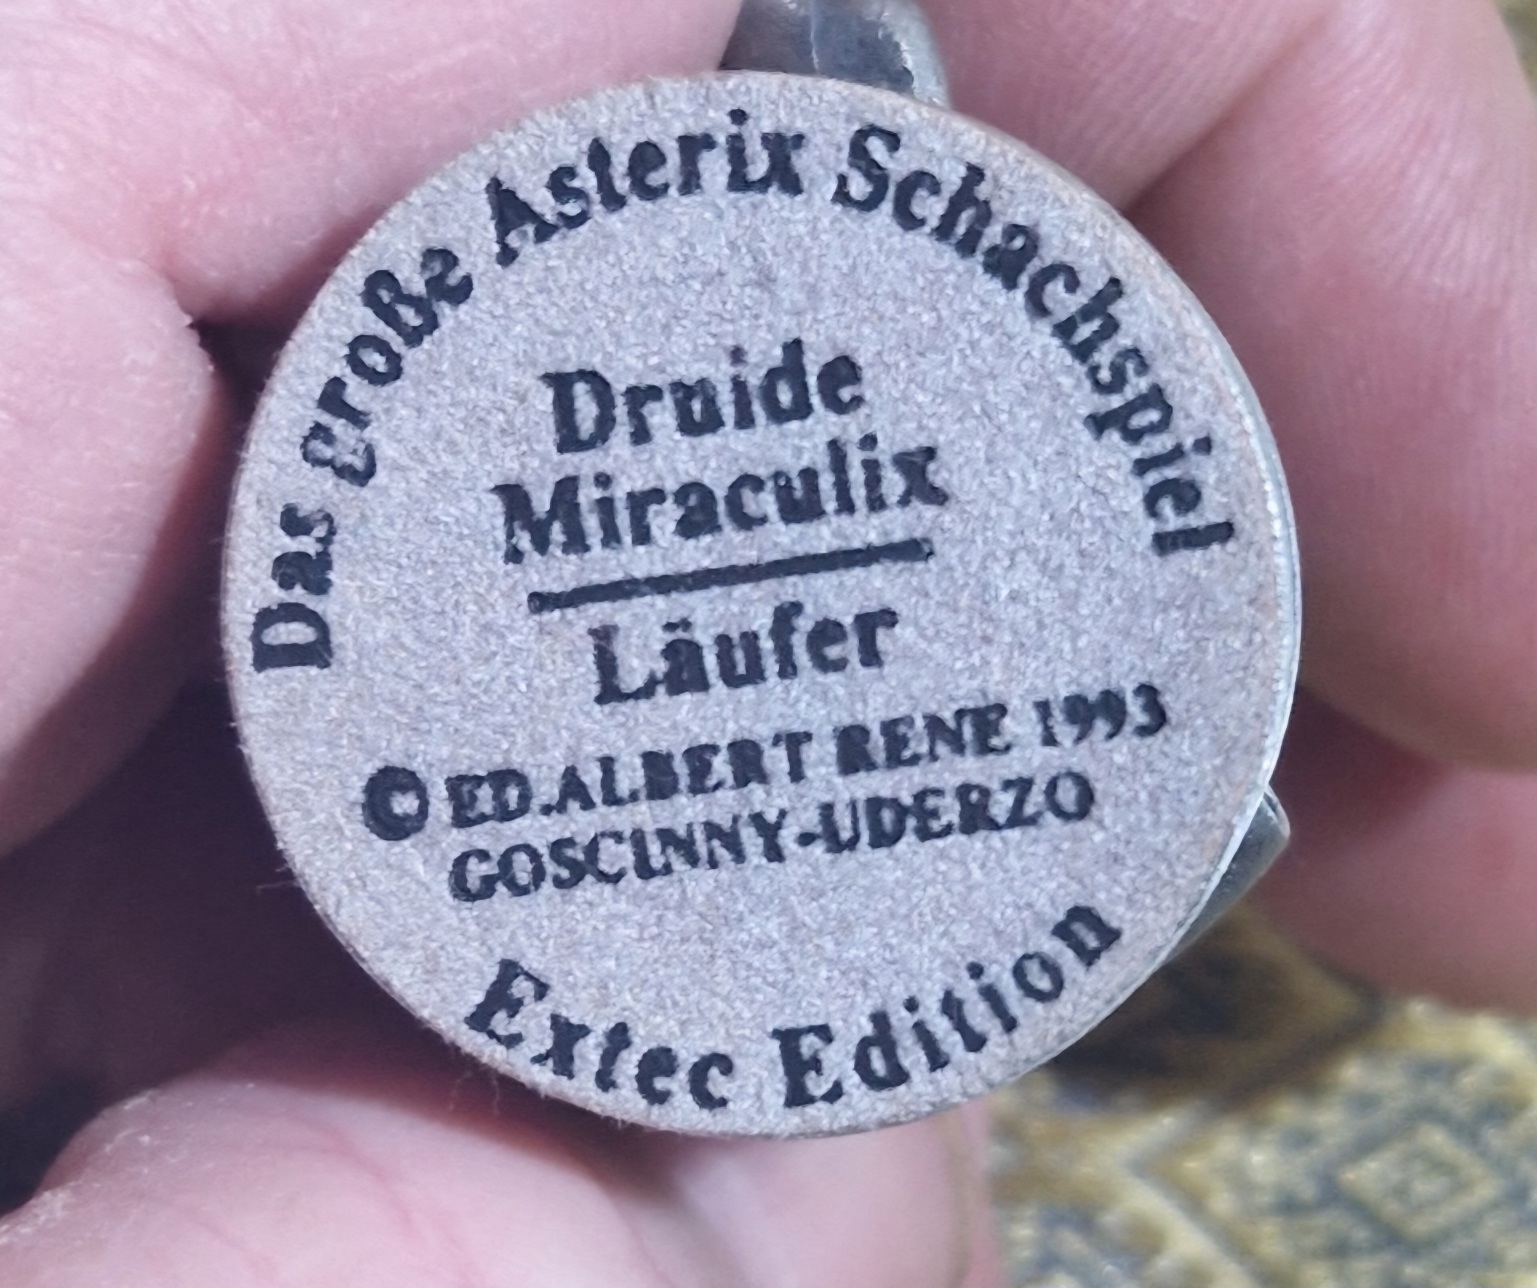 Das große Asterix Schachspiel
Druide
Miraculix
Läufer
© ED.ALBERT RENE 1993
GOSCINNY-UDERZO
Extec Edition